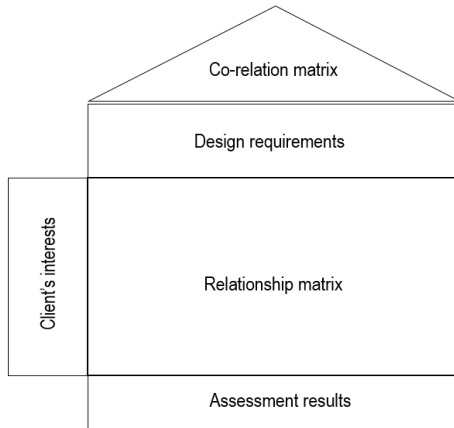 Co-relation matrix
Design requirements
Client's interests
Relationship matrix
Assessment results